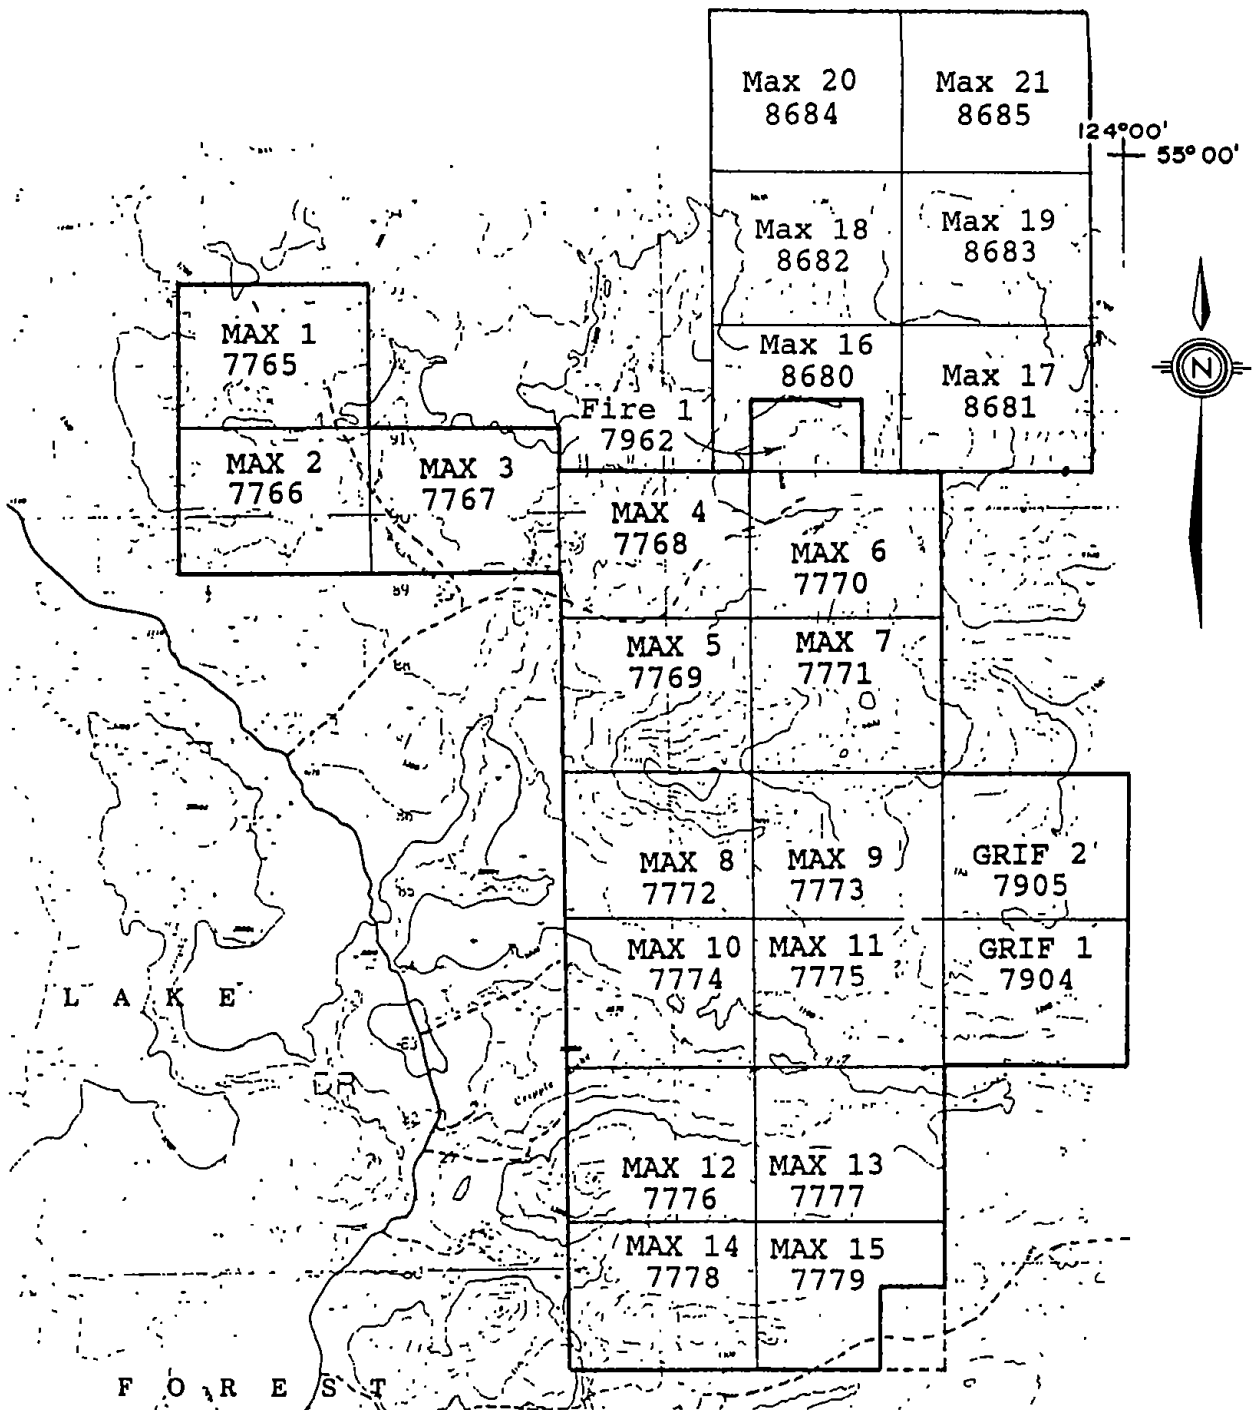 Max 20
8684
Max 21
8685
124°00'
55°00'
Max 18
8682
Max 19
8683
N
MAX 1
7765
Max 16
8680
Max 17
8681
Fire 1
7962
MAX 2
7766
MAX 3
7767
MAX 4
7768
MAX 6
7770
MAX 5
7769
MAX 7
7771
MAX 8
7772
MAX 9
7773
GRIF 2
7905
MAX 10
7774
MAX 11
7775
GRIF 1
7904
LAKE
DR
Cripple
MAX 12
7776
MAX 13
7777
MAX 14
7778
MAX 15
7779
FOREST